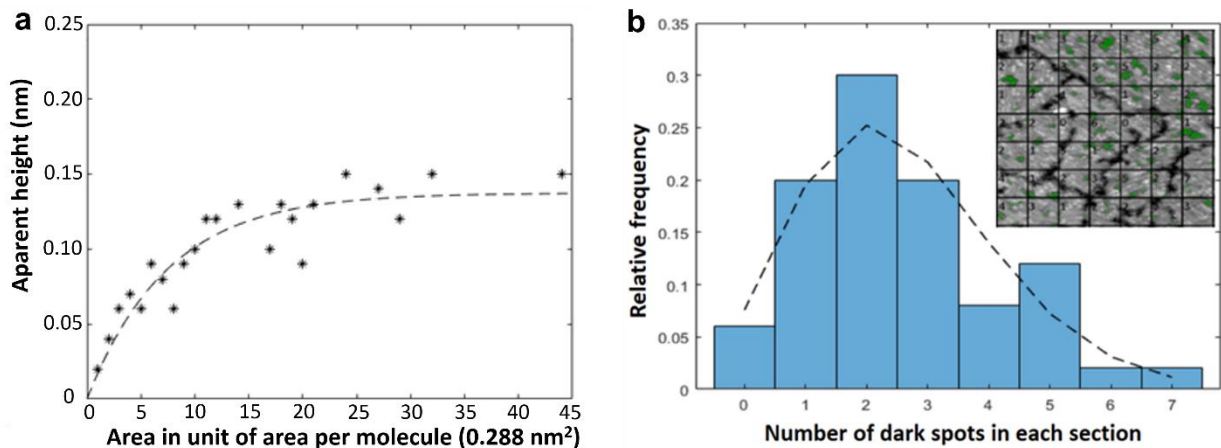 a
0.25
0.20
0.15
0.10
0.05
0
0 5 10 15 20 25 30 35 40 45
Apparent height (nm)
Area in unit of area per molecule (0.288 nm²)
b
0.35
0.3
0.25
0.2
0.15
0.1
0.05
0
0 1 2 3 4 5 6 7
Relative frequency
Number of dark spots in each section